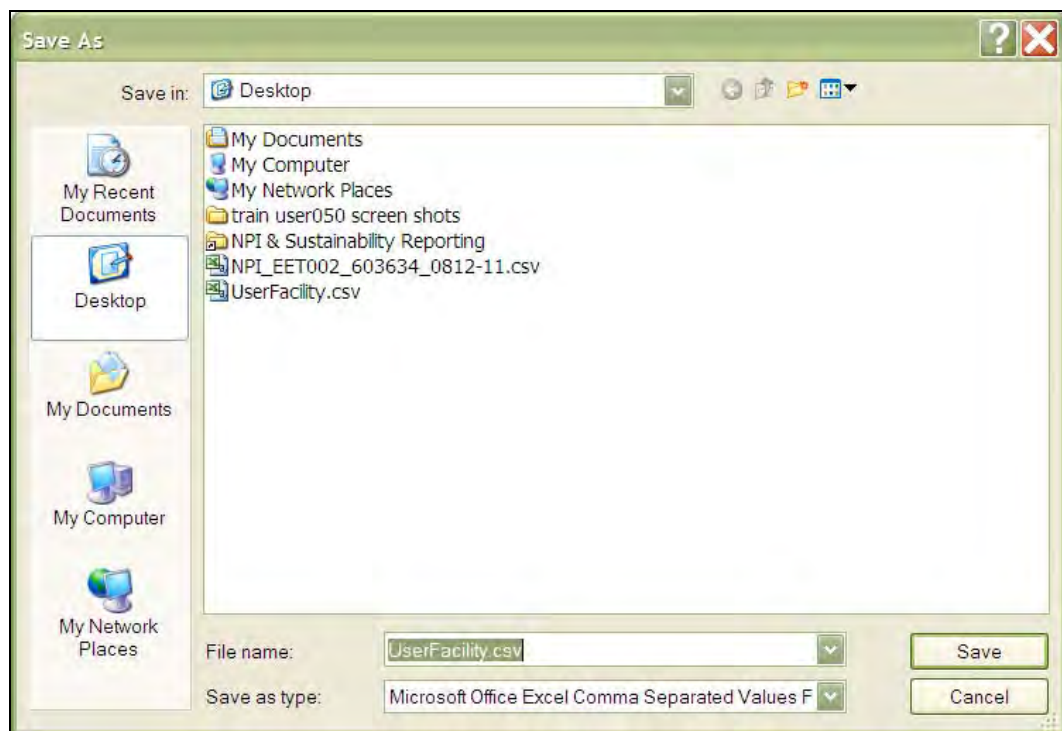 Save As
Save in:
Desktop
My Recent
Documents
Desktop
My Documents
My Computer
My Network
Places
My Documents
My Computer
My Network Places
train user050 screen shots
NPI & Sustainability Reporting
NPI_EET002_603634_0812-11.csv
UserFacility.csv
File name:
UserFacility.csv
Save
Save as type:
Microsoft Office Excel Comma Separated Values F
Cancel